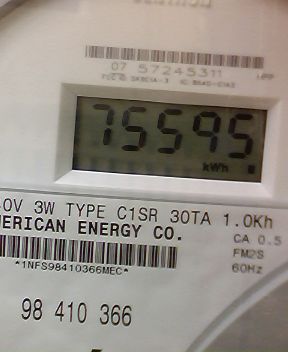 07 57245311
75595
kWh
0V 3W TYPE C1SR 30TA 1.0Kh
ERICAN ENERGY CO.
CA 0.5
FM2S
60Hz
*1NFS98410366MEC*
98 410 366